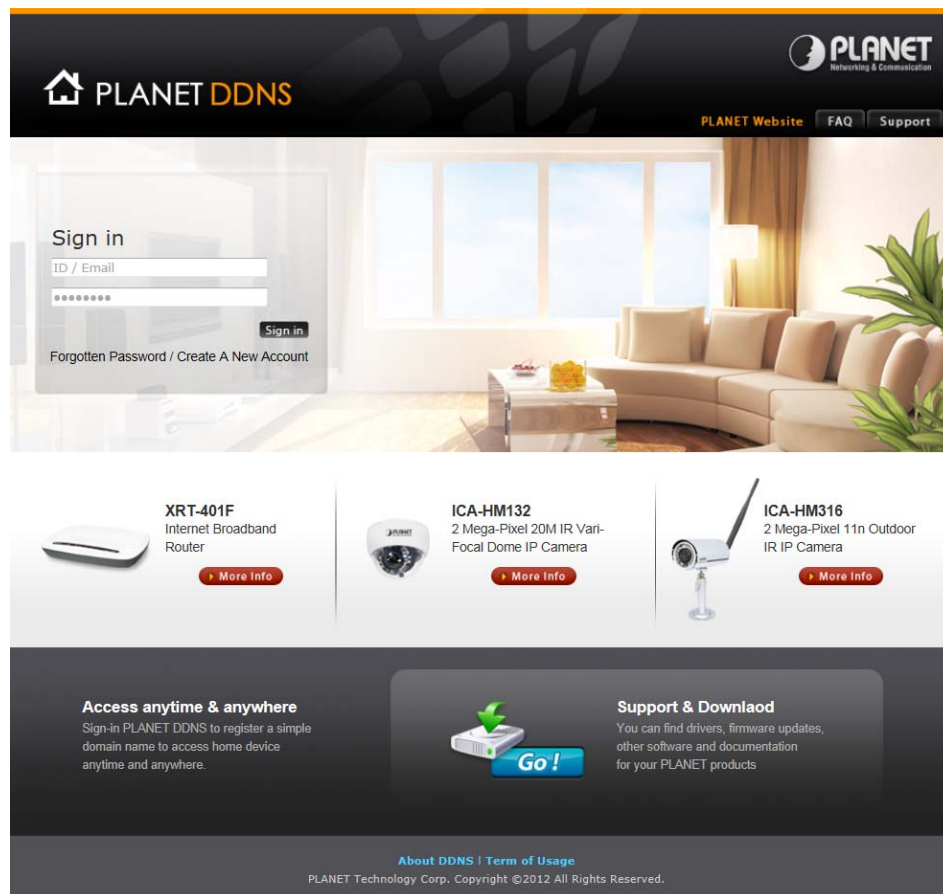 PLANET
Networking & Communication
PLANET DDNS
PLANET Website FAQ Support
Sign in
ID / Email
Sign in
Forgotten Password / Create A New Account
XRT-401F
Internet Broadband
Router
More Info
PLANET
ICA-HM132
2 Mega-Pixel 20M IR Vari-
Focal Dome IP Camera
More Info
ICA-HM316
2 Mega-Pixel 11n Outdoor
IR IP Camera
More Info
Access anytime & anywhere
Sign-in PLANET DDNS to register a simple
domain name to access home device
anytime and anywhere.
Go !
Support & Downlaod
You can find drivers, firmware updates,
other software and documentation
for your PLANET products
About DDNS | Term of Usage
PLANET Technology Corp. Copyright ©2012 All Rights Reserved.